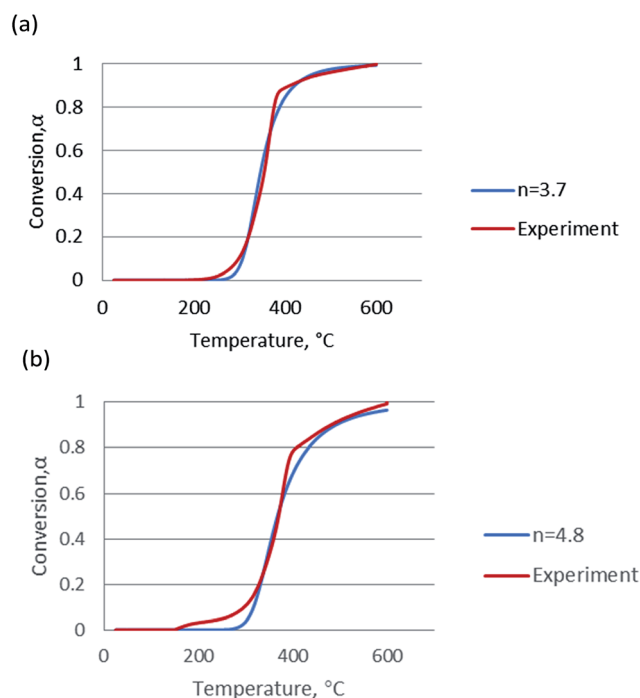 (a)
1
0.8
0.6
0.4
0.2
0
Conversion,α
0 200 400 600
Temperature, °C
n=3.7
Experiment
(b)
1
0.8
0.6
0.4
0.2
0
Conversion,α
0 200 400 600
Temperature, °C
n=4.8
Experiment